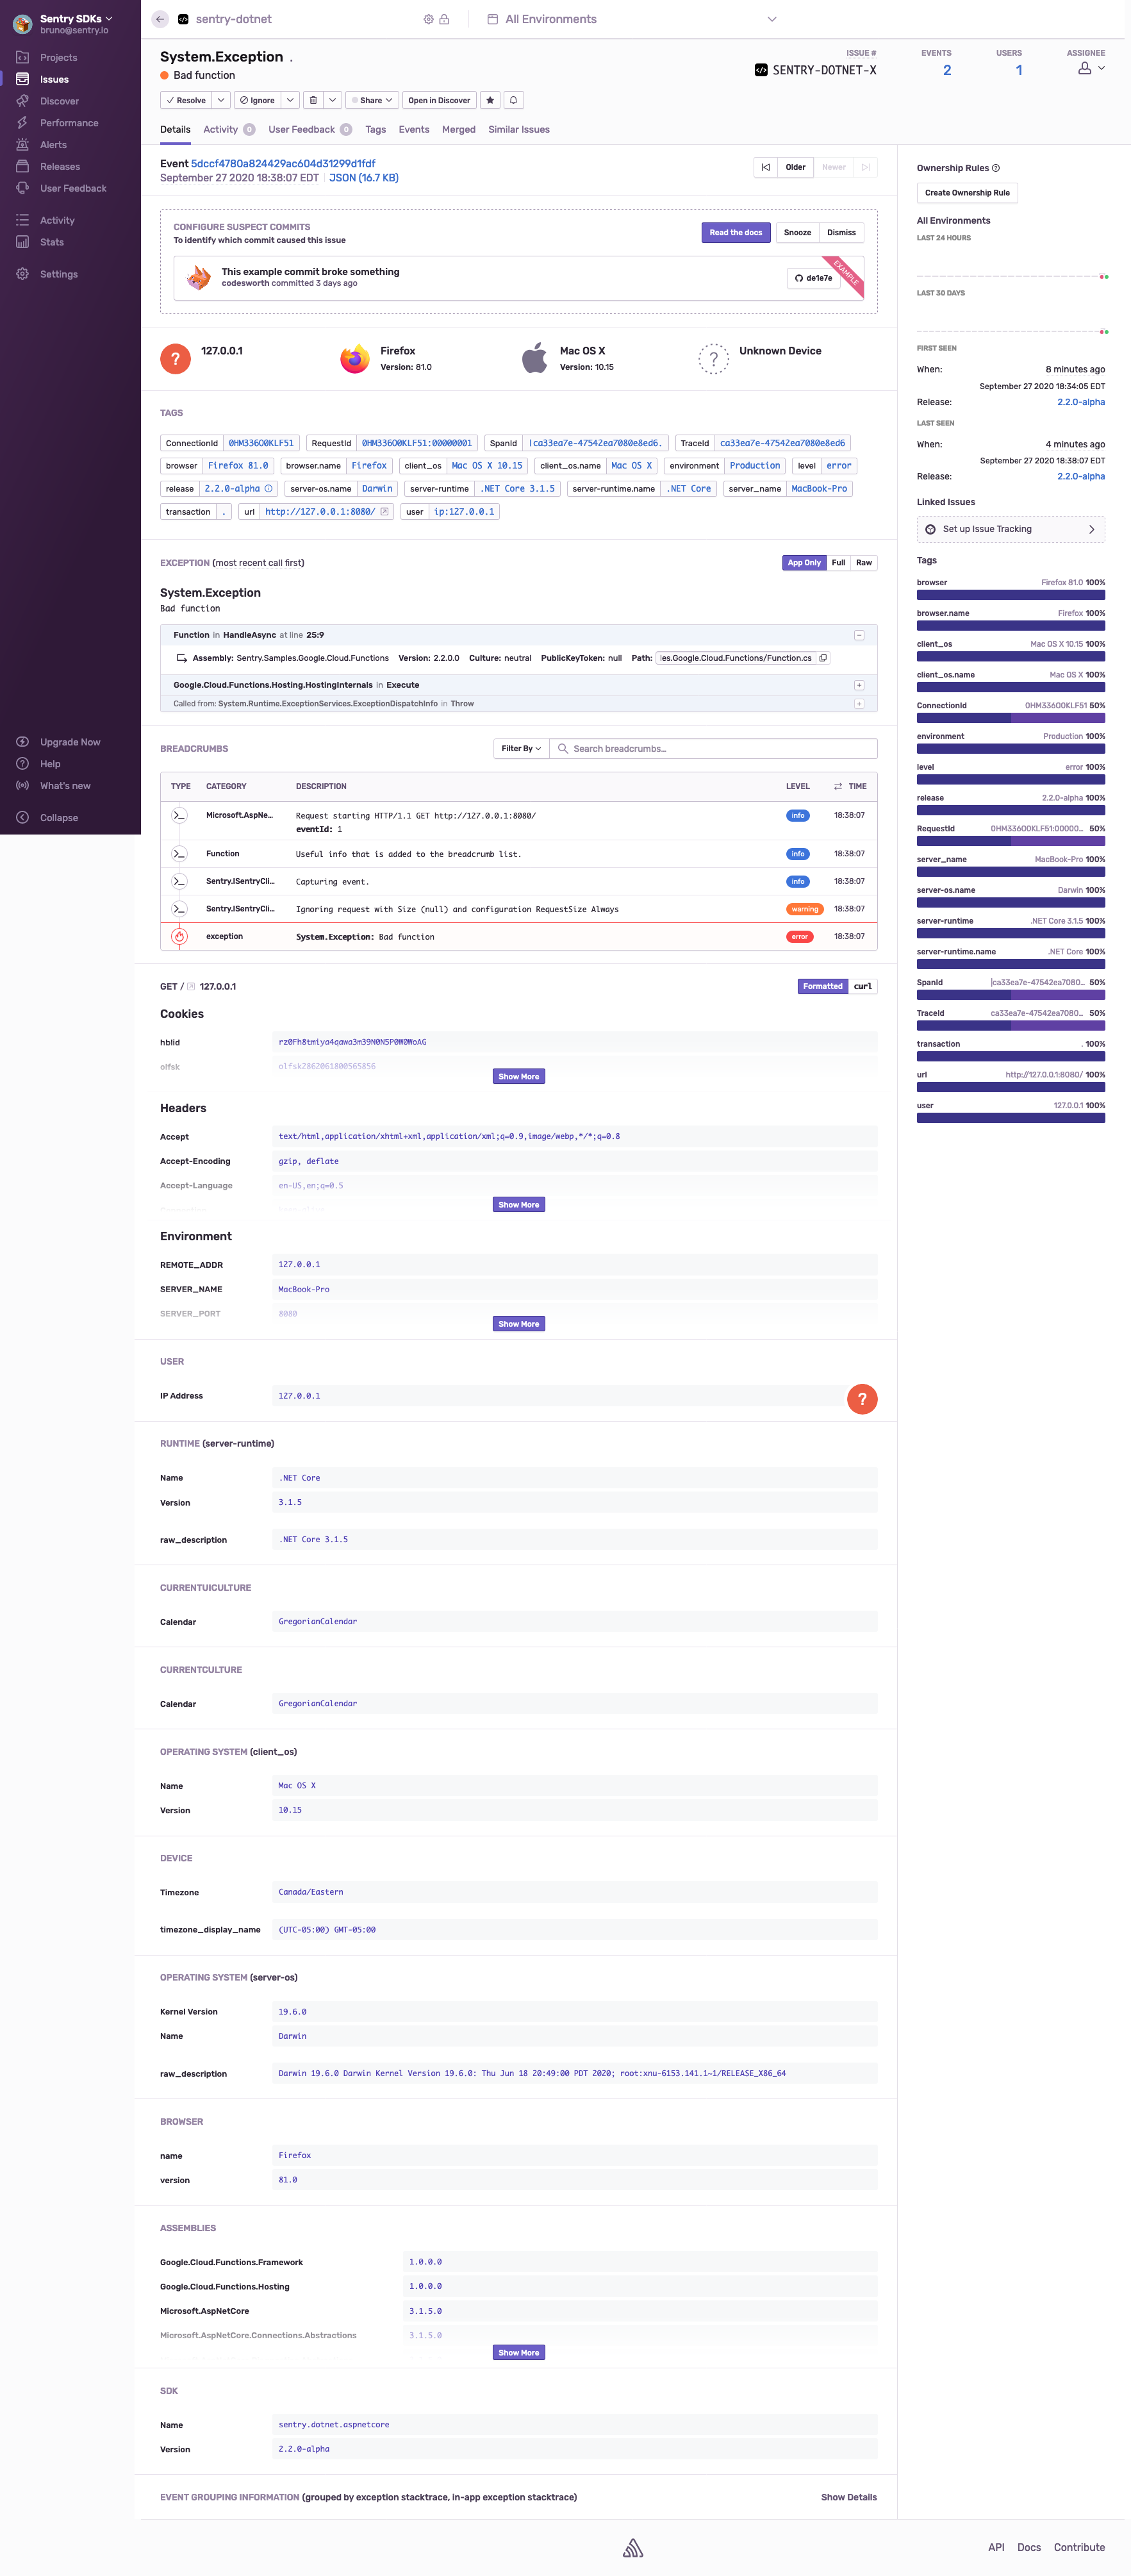 Sentry SDKs
bruno@sentry.io
Projects
Issues
Discover
Performance
Alerts
Releases
User Feedback
Activity
Stats
Settings
Upgrade Now
Help
What's new
Collapse
sentry-dotnet
All Environments
System.Exception .
Bad function
ISSUE #
SENTRY-DOTNET-X
EVENTS
2
USERS
1
ASSIGNEE
Resolve
Ignore
Share
Open in Discover
Details Activity 0 User Feedback 0 Tags Events Merged Similar Issues
Event 5dccf4780a824429ac604d31299d1fdf
September 27 2020 18:38:07 EDT JSON (16.7 KB)
Older Newer
CONFIGURE SUSPECT COMMITS
To identify which commit caused this issue
Read the docs Snooze Dismiss
This example commit broke something
codesworth committed 3 days ago
de1e7e
EXAMPLE
? 127.0.0.1
Firefox
Version: 81.0
Mac OS X
Version: 10.15
? Unknown Device
TAGS
ConnectionId 0HM336O0KLF51 RequestId 0HM336O0KLF51:00000001 SpanId |ca33ea7e-47542ea7080e8ed6. TraceId ca33ea7e-47542ea7080e8ed6
browser Firefox 81.0 browser.name Firefox client_os Mac OS X 10.15 client_os.name Mac OS X environment Production level error
release 2.2.0-alpha server-os.name Darwin server-runtime .NET Core 3.1.5 server-runtime.name .NET Core server_name MacBook-Pro
transaction . url http://127.0.0.1:8080/ user ip:127.0.0.1
EXCEPTION (most recent call first)
App Only Full Raw
System.Exception
Bad function
Function in HandleAsync at line 25:9
Assembly: Sentry.Samples.Google.Cloud.Functions Version: 2.2.0.0 Culture: neutral PublicKeyToken: null Path: les.Google.Cloud.Functions/Function.cs
Google.Cloud.Functions.Hosting.HostingInternals in Execute
Called from: System.Runtime.ExceptionServices.ExceptionDispatchInfo in Throw
BREADCRUMBS
Filter By Search breadcrumbs...
TYPE CATEGORY DESCRIPTION LEVEL TIME
Microsoft.AspNe... Request starting HTTP/1.1 GET http://127.0.0.1:8080/ info 18:38:07
eventId: 1
Function Useful info that is added to the breadcrumb list. info 18:38:07
Sentry.ISentryCli... Capturing event. info 18:38:07
Sentry.ISentryCli... Ignoring request with Size (null) and configuration RequestSize Always warning 18:38:07
exception System.Exception: Bad function error 18:38:07
GET / 127.0.0.1
Formatted curl
Cookies
hblid rz0Fh8tmiya4qawa3m39N0N5P0W0WoAG
olfsk olfsk2862061800565856
Show More
Headers
Accept text/html,application/xhtml+xml,application/xml;q=0.9,image/webp,*/*;q=0.8
Accept-Encoding gzip, deflate
Accept-Language en-US,en;q=0.5
Show More
Environment
REMOTE_ADDR 127.0.0.1
SERVER_NAME MacBook-Pro
SERVER_PORT 8080
Show More
USER
IP Address 127.0.0.1
?
RUNTIME (server-runtime)
Name .NET Core
Version 3.1.5
raw_description .NET Core 3.1.5
CURRENTUICULTURE
Calendar GregorianCalendar
CURRENTCULTURE
Calendar GregorianCalendar
OPERATING SYSTEM (client_os)
Name Mac OS X
Version 10.15
DEVICE
Timezone Canada/Eastern
timezone_display_name (UTC-05:00) GMT-05:00
OPERATING SYSTEM (server-os)
Kernel Version 19.6.0
Name Darwin
raw_description Darwin 19.6.0 Darwin Kernel Version 19.6.0: Thu Jun 18 20:49:00 PDT 2020; root:xnu-6153.141.1~1/RELEASE_X86_64
BROWSER
name Firefox
version 81.0
ASSEMBLIES
Google.Cloud.Functions.Framework 1.0.0.0
Google.Cloud.Functions.Hosting 1.0.0.0
Microsoft.AspNetCore 3.1.5.0
Microsoft.AspNetCore.Connections.Abstractions 3.1.5.0
Show More
SDK
Name sentry.dotnet.aspnetcore
Version 2.2.0-alpha
EVENT GROUPING INFORMATION (grouped by exception stacktrace, in-app exception stacktrace)
Show Details
Ownership Rules
Create Ownership Rule
All Environments
LAST 24 HOURS
LAST 30 DAYS
FIRST SEEN
When: 8 minutes ago
September 27 2020 18:34:05 EDT
Release: 2.2.0-alpha
LAST SEEN
When: 4 minutes ago
September 27 2020 18:38:07 EDT
Release: 2.2.0-alpha
Linked Issues
Set up Issue Tracking
Tags
browser Firefox 81.0 100%
browser.name Firefox 100%
client_os Mac OS X 10.15 100%
client_os.name Mac OS X 100%
ConnectionId 0HM336O0KLF51 50%
environment Production 100%
level error 100%
release 2.2.0-alpha 100%
RequestId 0HM336O0KLF51:00000... 50%
server_name MacBook-Pro 100%
server-os.name Darwin 100%
server-runtime .NET Core 3.1.5 100%
server-runtime.name .NET Core 100%
SpanId |ca33ea7e-47542ea7080... 50%
TraceId ca33ea7e-47542ea7080... 50%
transaction . 100%
url http://127.0.0.1:8080/ 100%
user 127.0.0.1 100%
API Docs Contribute